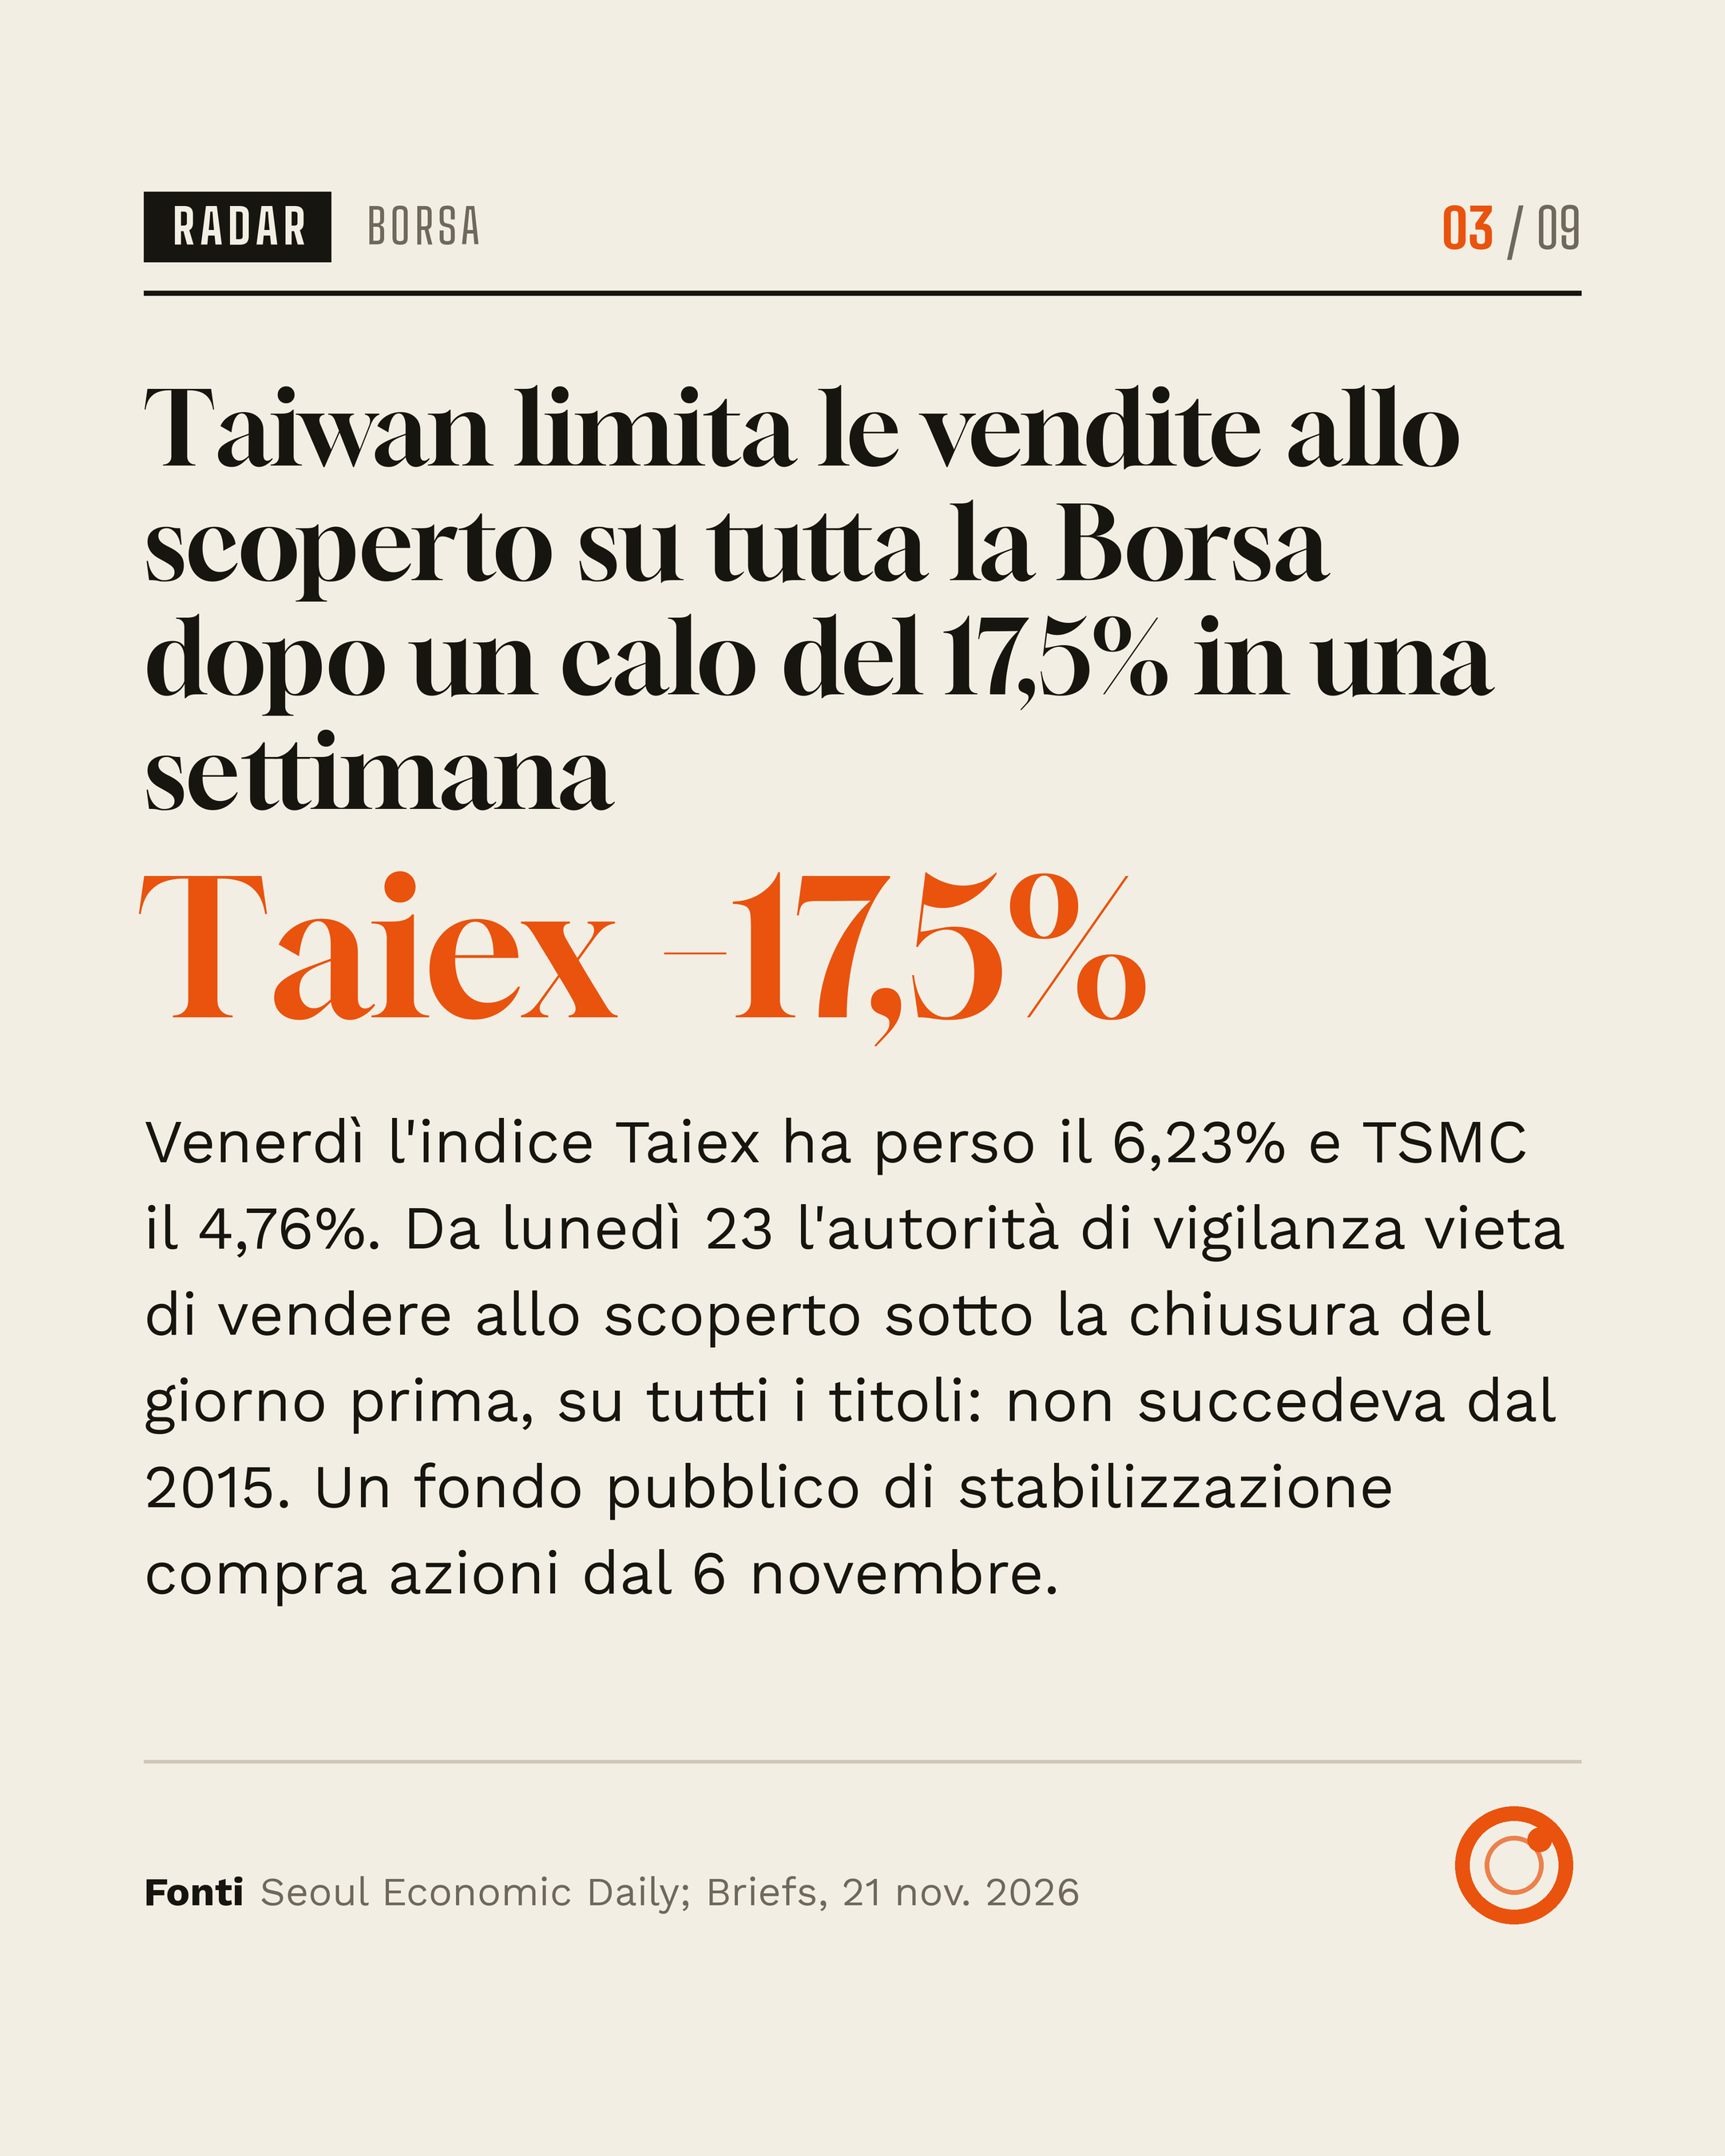 RADAR BORSA 03 / 09
Taiwan limita le vendite allo
scoperto su tutta la Borsa
dopo un calo del 17,5% in una
settimana
Taiex –17,5%
Venerdì l'indice Taiex ha perso il 6,23% e TSMC
il 4,76%. Da lunedì 23 l'autorità di vigilanza vieta
di vendere allo scoperto sotto la chiusura del
giorno prima, su tutti i titoli: non succedeva dal
2015. Un fondo pubblico di stabilizzazione
compra azioni dal 6 novembre.
Fonti Seoul Economic Daily; Briefs, 21 nov. 2026